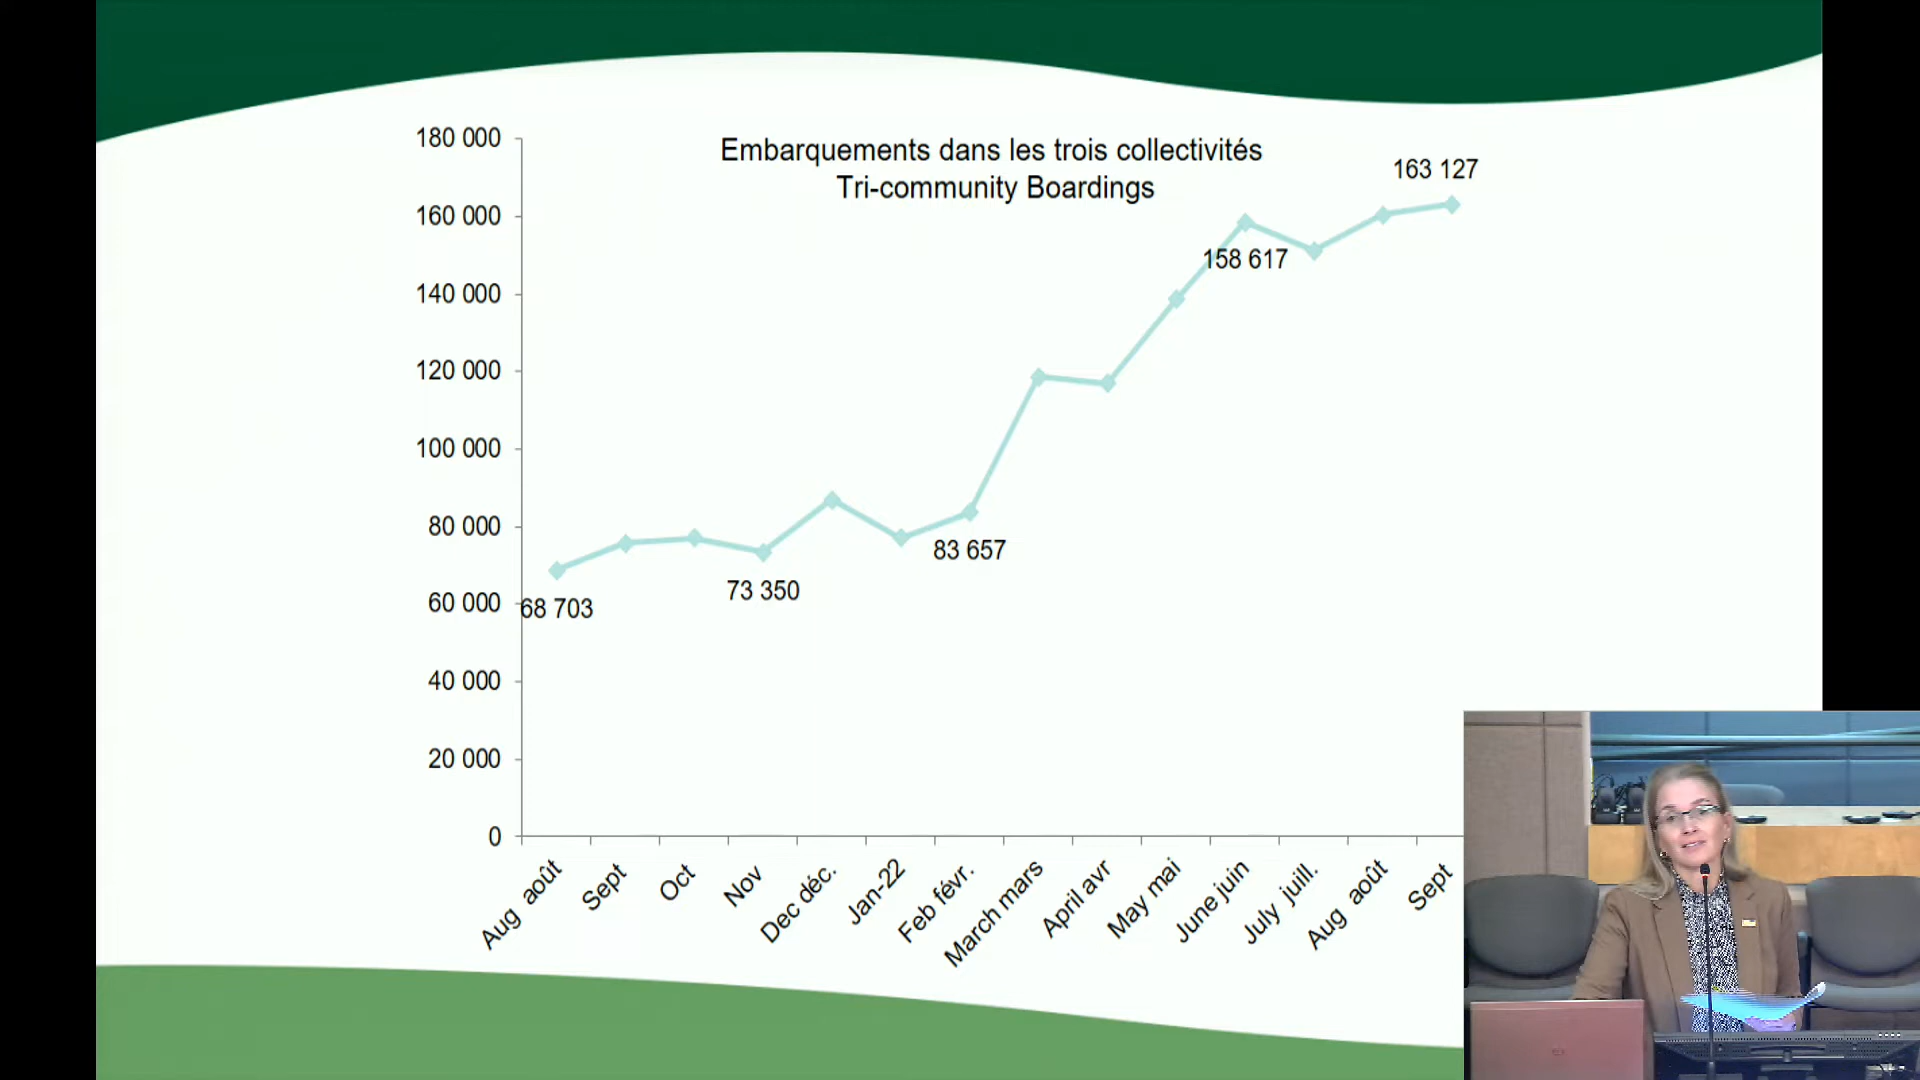 Embarquements dans les trois collectivités
Tri-community Boardings
180 000
160 000
140 000
120 000
100 000
80 000
60 000
40 000
20 000
0
68 703
73 350
83 657
158 617
163 127
Aug août
Sept
Oct
Nov
Dec déc.
Jan-22
Feb févr.
March mars
April avr
May mai
June juin
July juill.
Aug août
Sept